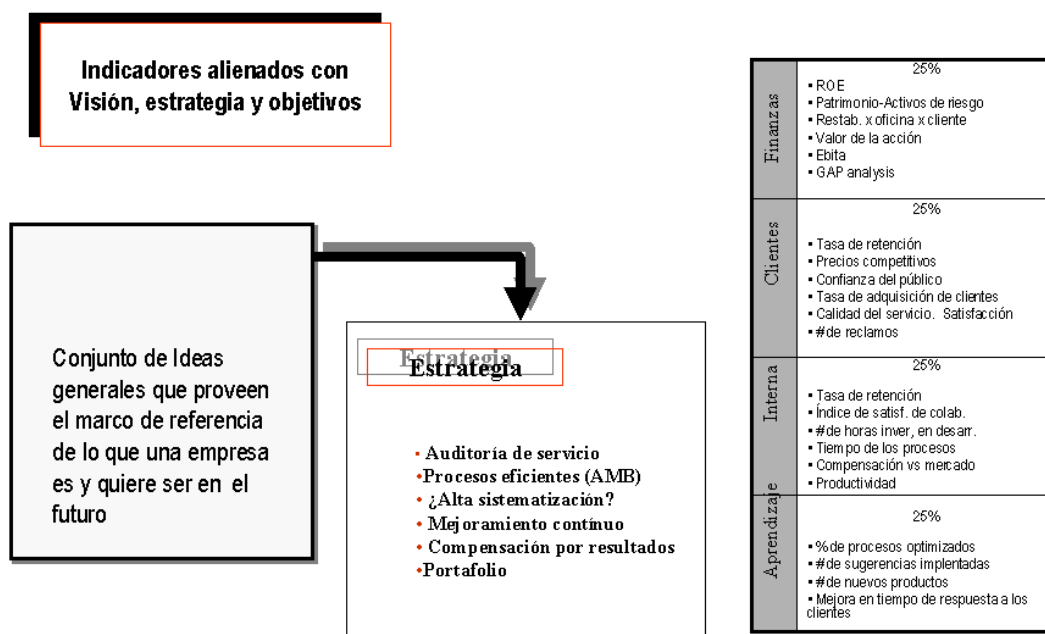 Indicadores alienados con
Visión, estrategia y objetivos
Conjunto de Ideas
generales que proveen
el marco de referencia
de lo que una empresa
es y quiere ser en el
futuro
Estrategia
Estrategia
• Auditoría de servicio
•Procesos eficientes (AMB)
• ¿Alta sistematización?
• Mejoramiento contínuo
• Compensación por resultados
•Portafolio
Finanzas
25%
▪ ROE
▪ Patrimonio-Activos de riesgo
▪ Restab. x oficina x cliente
▪ Valor de la acción
▪ Ebita
▪ GAP analysis
Clientes
25%
▪ Tasa de retención
▪ Precios competitivos
▪ Confianza del público
▪ Tasa de adquisición de clientes
▪ Calidad del servicio. Satisfacción
▪ #de reclamos
Interna
25%
▪ Tasa de retención
▪ Índice de satisf. de colab.
▪ #de horas inver, en desarr.
▪ Tiempo de los procesos
▪ Compensación vs mercado
▪ Productividad
Aprendizaje
25%
▪ %de procesos optimizados
▪ #de sugerencias implentadas
▪ #de nuevos productos
▪ Mejora en tiempo de respuesta a los
clientes